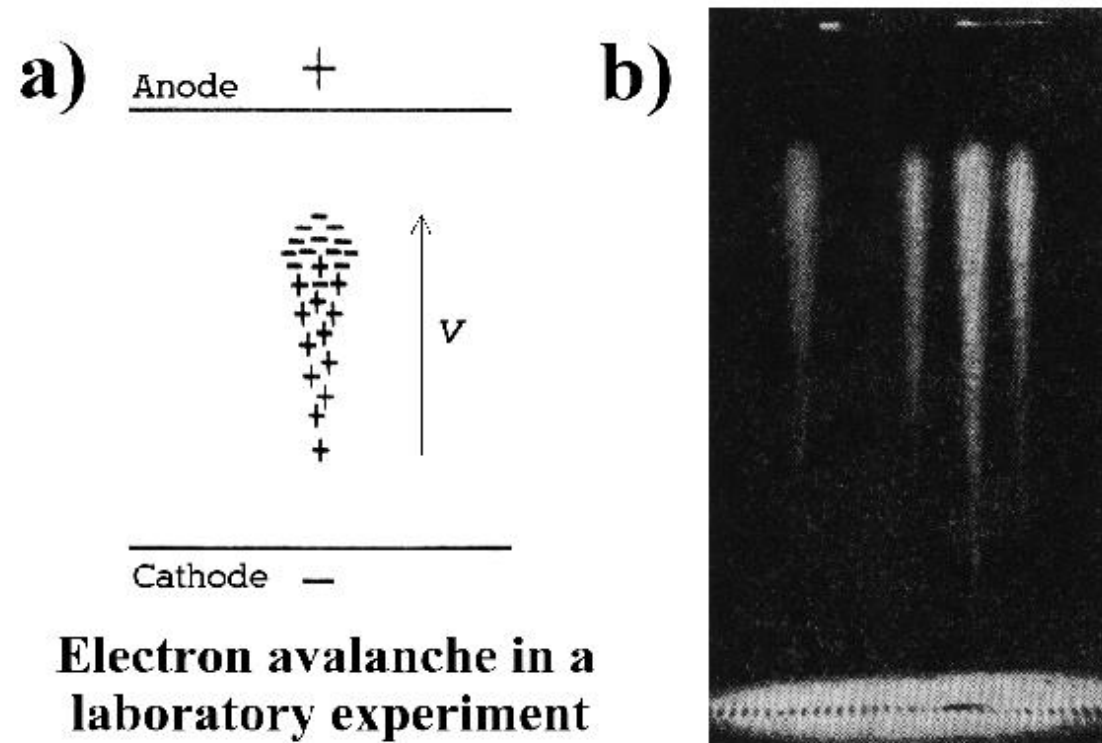 a)
Anode +
V
Cathode −
Electron avalanche in a
laboratory experiment
b)